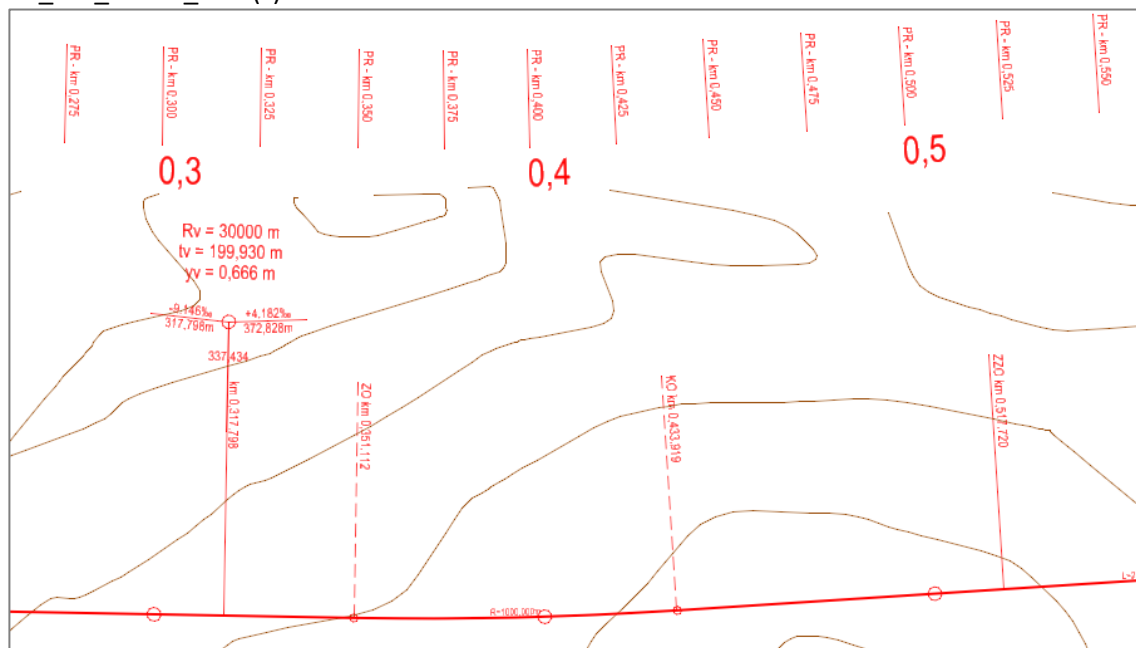 PR - km 0,275
PR - km 0,300
PR - km 0,325
PR - km 0,350
PR - km 0,375
PR - km 0,400
PR - km 0,425
PR - km 0,450
PR - km 0,475
PR - km 0,500
PR - km 0,525
PR - km 0,550
0,3
0,4
0,5
Rv = 30000 m
tv = 199,930 m
yv = 0,666 m
-9,146‰
+4,182‰
317,798m
372,828m
337,434
km 0,317.798
ZO km 0,351.112
KO km 0,433.919
ZZO km 0,517.720
R=1000.000m